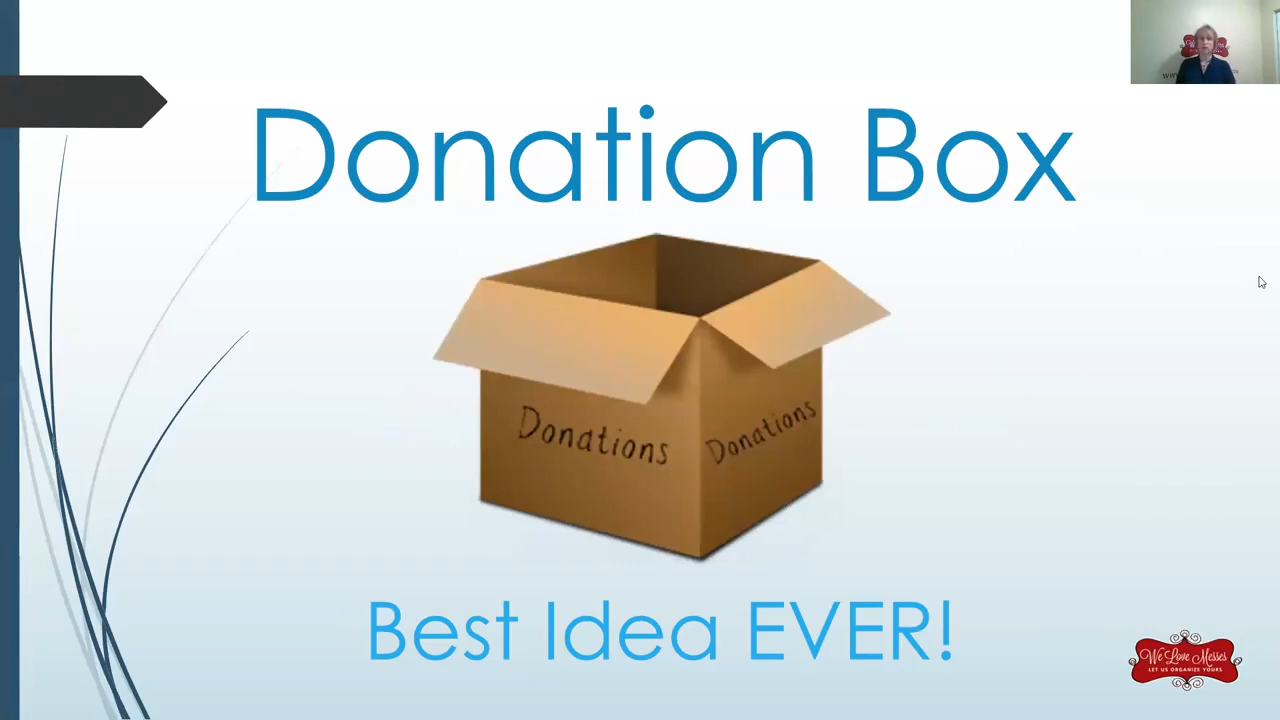 Donation Box
Donations
Donations
Best Idea EVER!
We Love Messes
LET US ORGANIZE YOURS